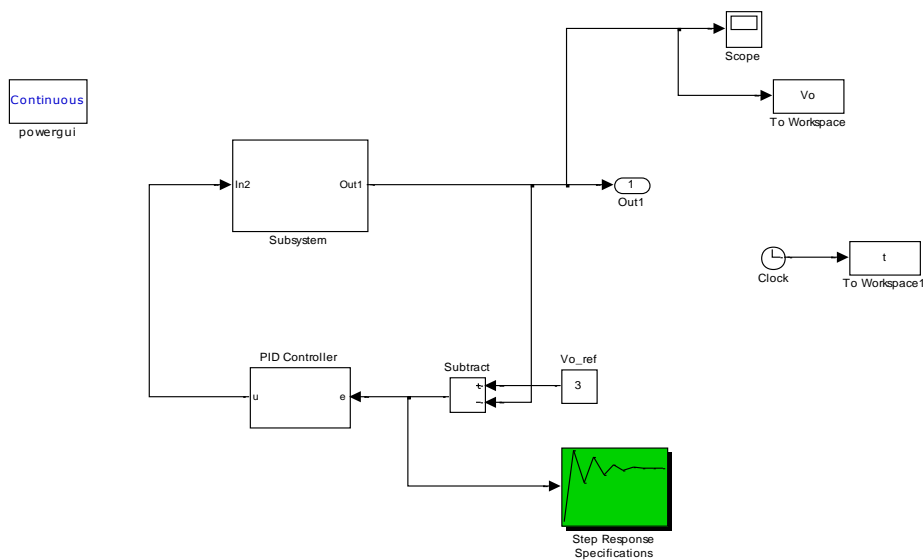 Scope
Continuous
powergui
Vo
To Workspace
In2
Out1
Subsystem
1
Out1
Clock
t
To Workspace1
PID Controller
u
e
Subtract
+
−
Vo_ref
3
Step Response
Specifications